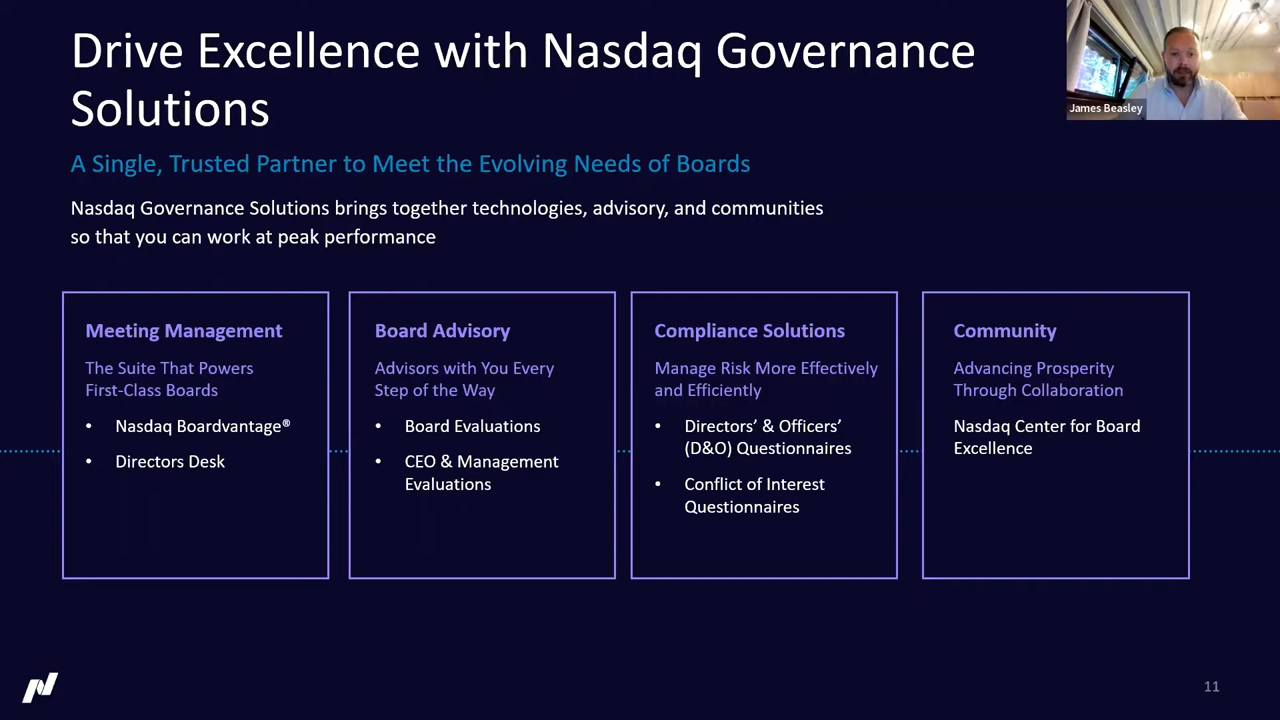 Drive Excellence with Nasdaq Governance
Solutions
James Beasley
A Single, Trusted Partner to Meet the Evolving Needs of Boards
Nasdaq Governance Solutions brings together technologies, advisory, and communities
so that you can work at peak performance
Meeting Management
The Suite That Powers
First-Class Boards
• Nasdaq Boardvantage®
• Directors Desk
Board Advisory
Advisors with You Every
Step of the Way
• Board Evaluations
• CEO & Management
Evaluations
Compliance Solutions
Manage Risk More Effectively
and Efficiently
• Directors’ & Officers’
(D&O) Questionnaires
• Conflict of Interest
Questionnaires
Community
Advancing Prosperity
Through Collaboration
Nasdaq Center for Board
Excellence
11